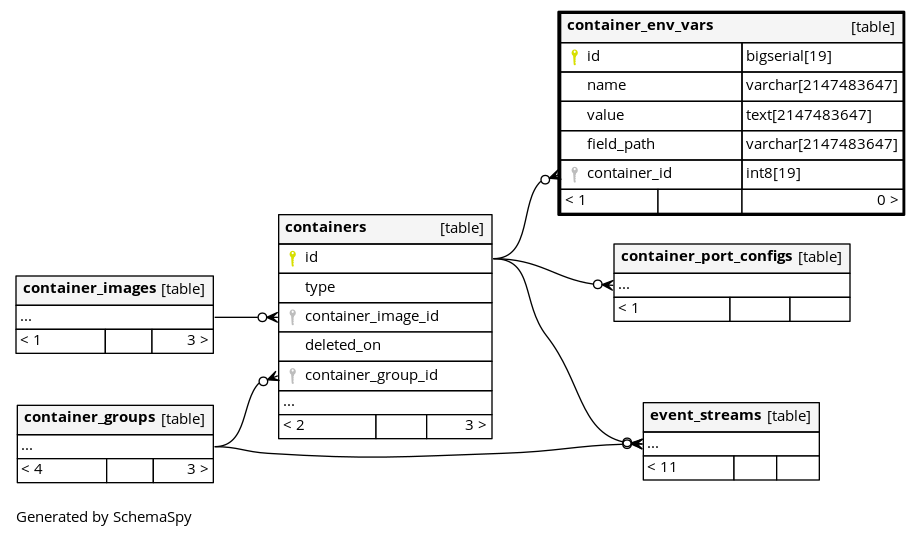 container_env_vars [table]
id bigserial[19]
name varchar[2147483647]
value text[2147483647]
field_path varchar[2147483647]
container_id int8[19]
< 1 0 >
containers [table]
id
type
container_image_id
deleted_on
container_group_id
...
< 2 3 >
container_port_configs [table]
...
< 1
container_images [table]
...
< 1 3 >
container_groups [table]
...
< 4 3 >
event_streams [table]
...
< 11
Generated by SchemaSpy